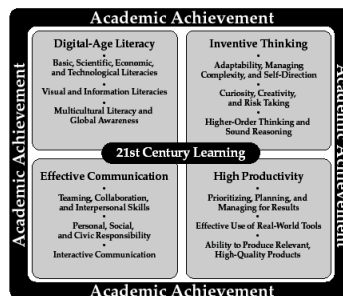 Academic Achievement
Academic Achievement
Digital-Age Literacy
•
Basic, Scientific, Economic,
and Technological Literacies
•
Visual and Information Literacies
•
Multicultural Literacy and
Global Awareness
Inventive Thinking
•
Adaptability, Managing
Complexity, and Self-Direction
•
Curiosity, Creativity,
and Risk Taking
•
Higher-Order Thinking and
Sound Reasoning
Academic Achievement
21st Century Learning
Effective Communication
•
Teaming, Collaboration,
and Interpersonal Skills
•
Personal, Social,
and Civic Responsibility
•
Interactive Communication
High Productivity
•
Prioritizing, Planning, and
Managing for Results
•
Effective Use of Real-World Tools
•
Ability to Produce Relevant,
High-Quality Products
Academic Achievement